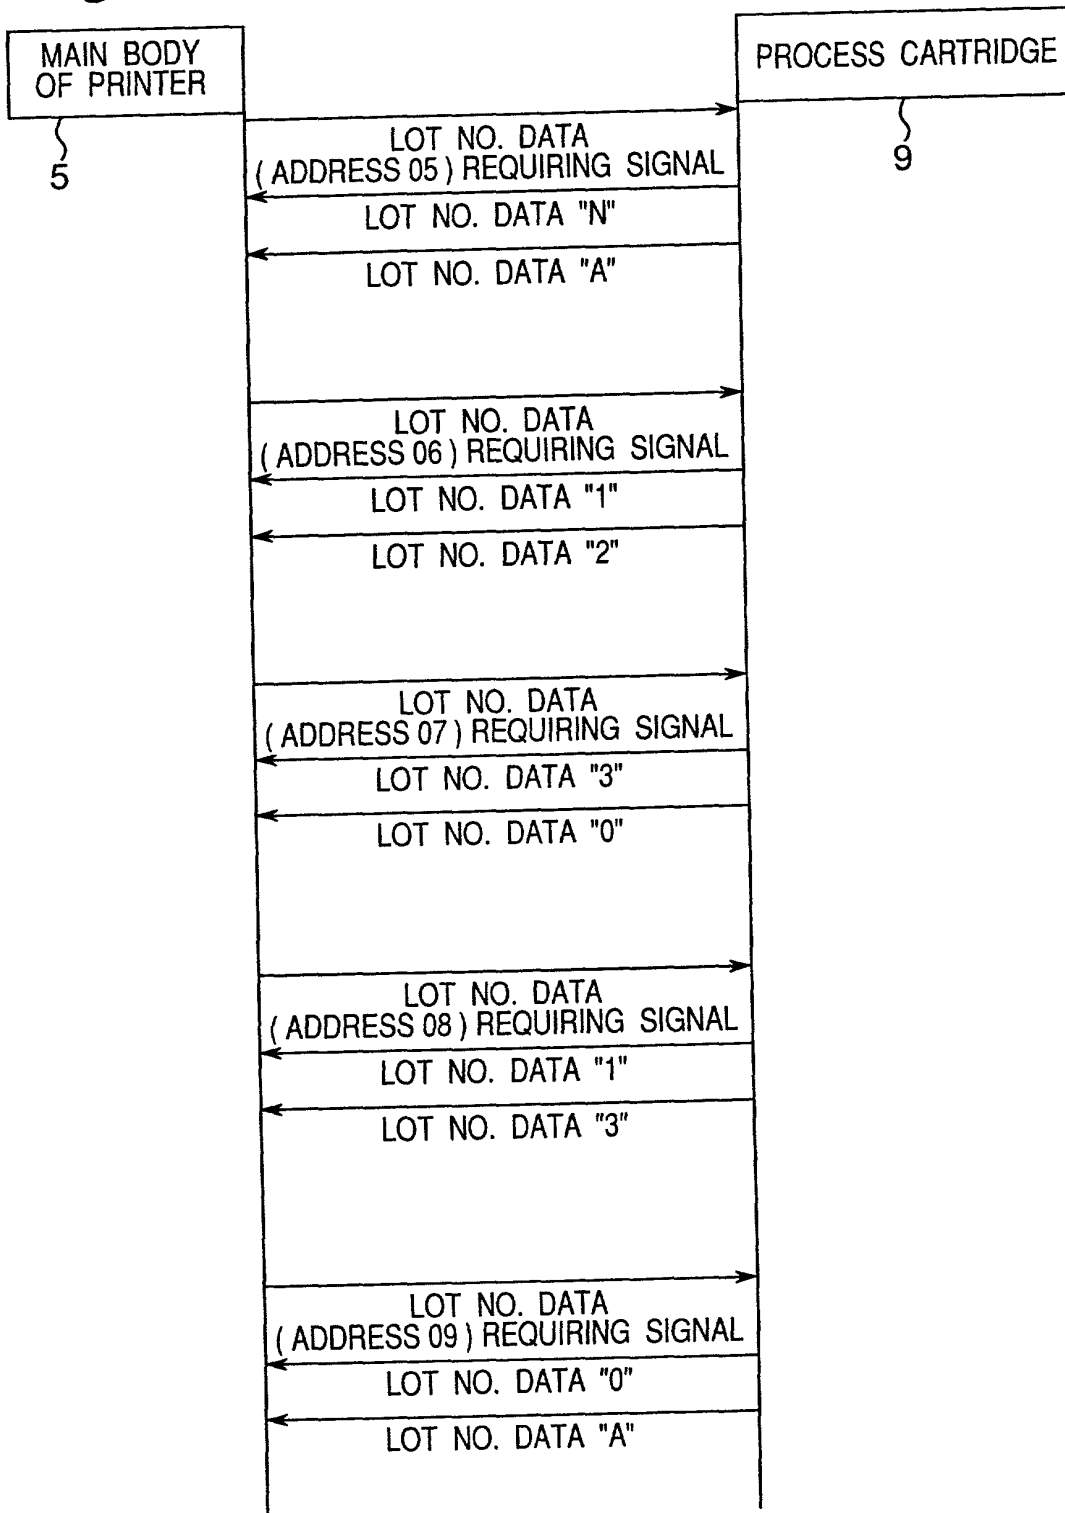 MAIN BODY
OF PRINTER
PROCESS CARTRIDGE
5
9
LOT NO. DATA
(ADDRESS 05) REQUIRING SIGNAL
LOT NO. DATA "N"
LOT NO. DATA "A"
LOT NO. DATA
(ADDRESS 06) REQUIRING SIGNAL
LOT NO. DATA "1"
LOT NO. DATA "2"
LOT NO. DATA
(ADDRESS 07) REQUIRING SIGNAL
LOT NO. DATA "3"
LOT NO. DATA "0"
LOT NO. DATA
(ADDRESS 08) REQUIRING SIGNAL
LOT NO. DATA "1"
LOT NO. DATA "3"
LOT NO. DATA
(ADDRESS 09) REQUIRING SIGNAL
LOT NO. DATA "0"
LOT NO. DATA "A"